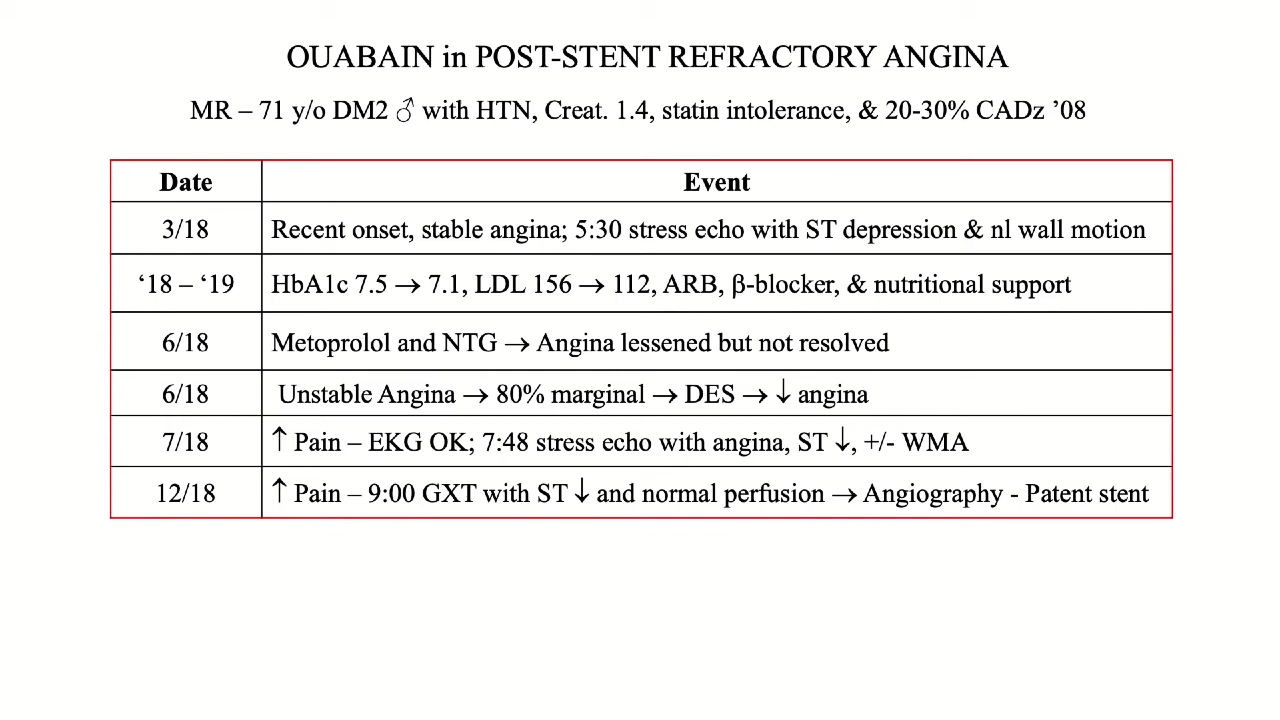 OUABAIN in POST-STENT REFRACTORY ANGINA
MR – 71 y/o DM2 ♂ with HTN, Creat. 1.4, statin intolerance, & 20-30% CADz ’08
Date Event
3/18 Recent onset, stable angina; 5:30 stress echo with ST depression & nl wall motion
‘18 – ‘19 HbA1c 7.5 → 7.1, LDL 156 → 112, ARB, β-blocker, & nutritional support
6/18 Metoprolol and NTG → Angina lessened but not resolved
6/18 Unstable Angina → 80% marginal → DES → ↓ angina
7/18 ↑ Pain – EKG OK; 7:48 stress echo with angina, ST ↓, +/- WMA
12/18 ↑ Pain – 9:00 GXT with ST ↓ and normal perfusion → Angiography - Patent stent